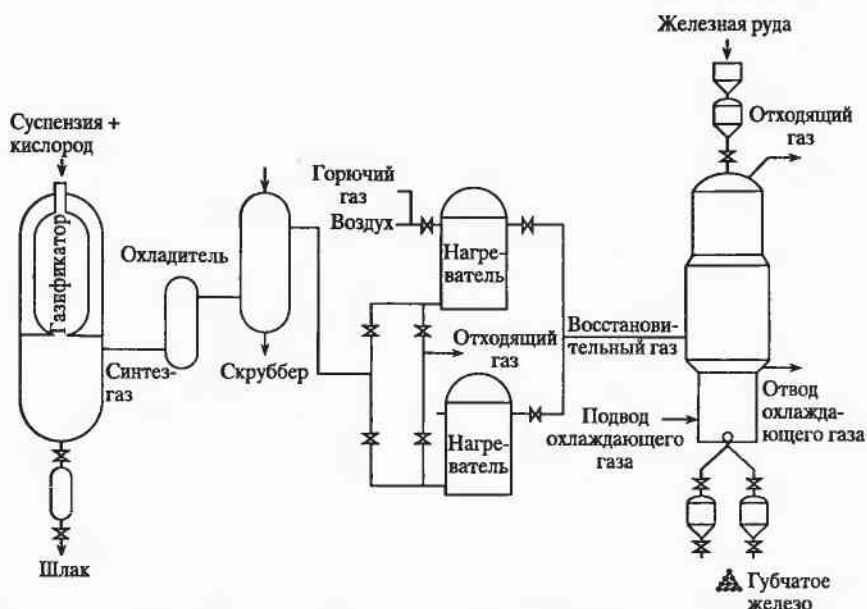 Железная руда
Суспензия +
кислород
Отходящий
газ
Горючий
газ
Воздух
Газификатор
Охладитель
Нагре-
ватель
Синтез-
газ
Скруббер
Отходящий
газ
Восстанови-
тельный газ
Нагре-
ватель
Подвод
охлаждающего
газа
Отвод
охлажда-
ющего газа
Шлак
Губчатое
железо